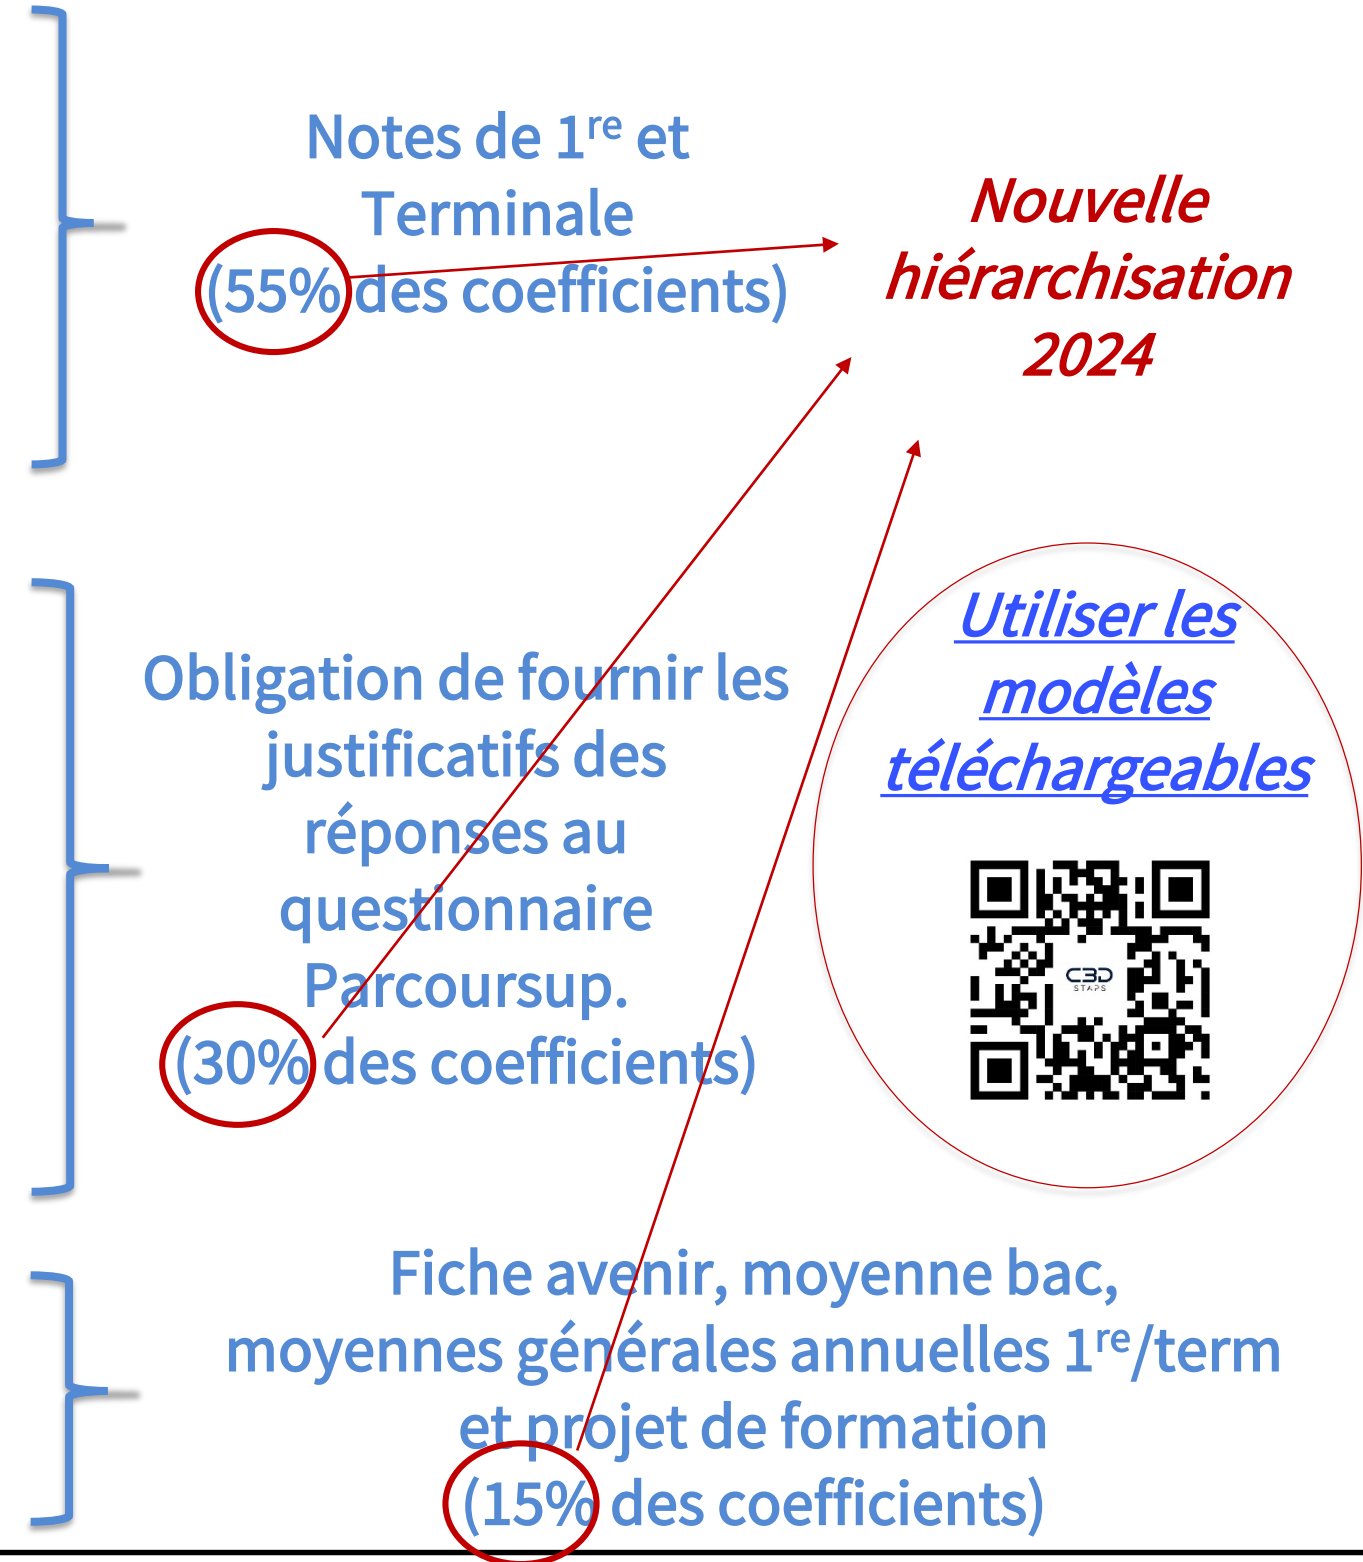 Notes de 1re et
Terminale
(55% des coefficients)
Nouvelle
hiérarchisation
2024
Obligation de fournir les
justificatifs des
réponses au
questionnaire
Parcoursup.
(30% des coefficients)
Utiliser les
modèles
téléchargeables
C3D
STAPS
Fiche avenir, moyenne bac,
moyennes générales annuelles 1re/term
et projet de formation
(15% des coefficients)